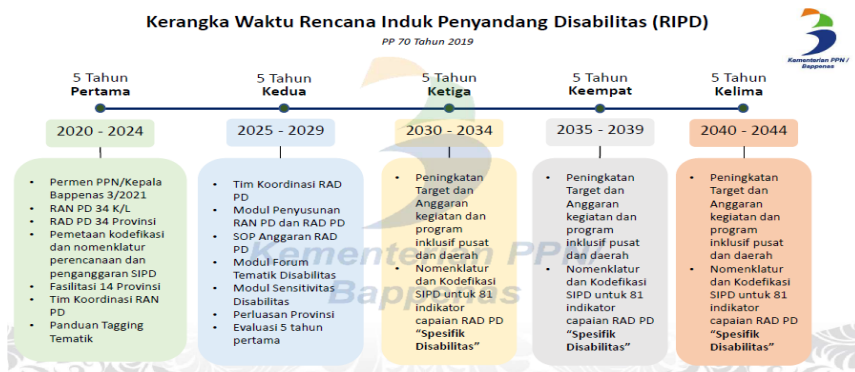 Kerangka Waktu Rencana Induk Penyandang Disabilitas (RIPD)
PP 70 Tahun 2019
Kementerian PPN /
Bappenas
5 Tahun
Pertama
2020 - 2024
• Permen PPN/Kepala
Bappenas 3/2021
• RAN PD 34 K/L
• RAD PD 34 Provinsi
• Pemetaan kodefikasi
dan nomenklatur
perencanaan dan
penganggaran SIPD
• Fasilitasi 14 Provinsi
• Tim Koordinasi RAN
PD
• Panduan Tagging
Tematik
5 Tahun
Kedua
2025 - 2029
• Tim Koordinasi RAD
PD
• Modul Penyusunan
RAN PD dan RAD PD
• SOP Anggaran RAD
PD
• Modul Forum
Tematik Disabilitas
• Modul Sensitivitas
Disabilitas
• Perluasan Provinsi
• Evaluasi 5 tahun
pertama
5 Tahun
Ketiga
2030 - 2034
• Peningkatan
Target dan
Anggaran
kegiatan dan
program
inklusif pusat
dan daerah
• Nomenklatur
dan Kodefikasi
SIPD untuk 81
indikator
capaian RAD PD
“Spesifik
Disabilitas”
5 Tahun
Keempat
2035 - 2039
• Peningkatan
Target dan
Anggaran
kegiatan dan
program
inklusif pusat
dan daerah
• Nomenklatur
dan Kodefikasi
SIPD untuk 81
indikator
capaian RAD PD
“Spesifik
Disabilitas”
5 Tahun
Kelima
2040 - 2044
• Peningkatan
Target dan
Anggaran
kegiatan dan
program
inklusif pusat
dan daerah
• Nomenklatur
dan Kodefikasi
SIPD untuk 81
indikator
capaian RAD PD
“Spesifik
Disabilitas”
Kementerian PPN/
Bappenas